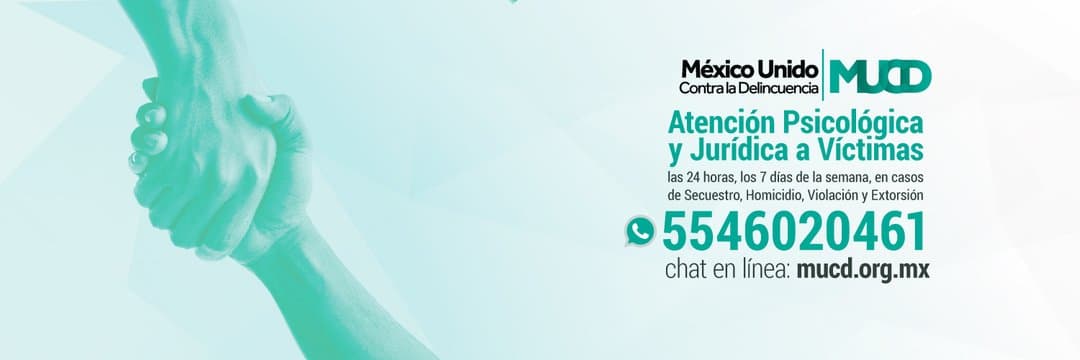 México Unido
Contra la Delincuencia
MUCD
Atención Psicológica
y Jurídica a Víctimas
las 24 horas, los 7 días de la semana, en casos
de Secuestro, Homicidio, Violación y Extorsión
5546020461
chat en línea: mucd.org.mx